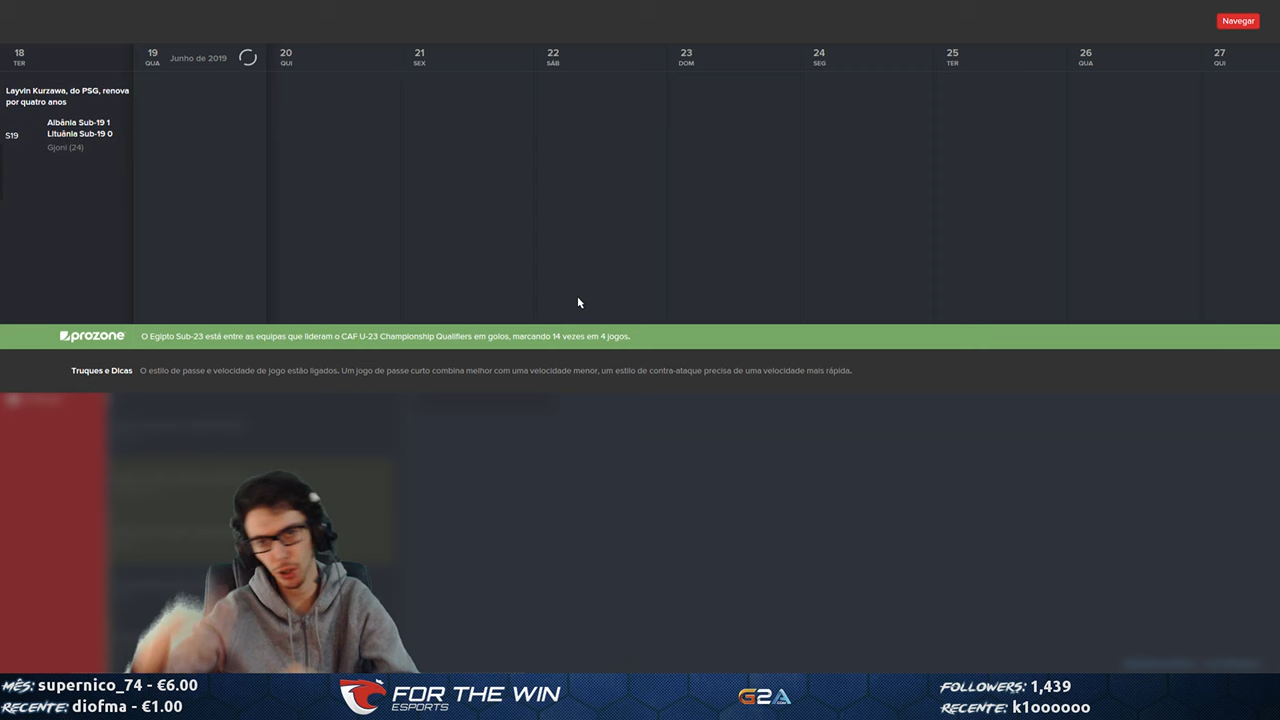 Navegar
18
TER
19
QUA
Junho de 2019
20
QUI
21
SEX
22
SÁB
23
DOM
24
SEG
25
TER
26
QUA
27
QUI
Layvin Kurzawa, do PSG, renova
por quatro anos
S19
Albânia Sub-19 1
Lituânia Sub-19 0
Gjoni (24)
prozone
O Egipto Sub-23 está entre as equipas que lideram o CAF U-23 Championship Qualifiers em golos, marcando 14 vezes em 4 jogos.
Truques e Dicas
O estilo de passe e velocidade de jogo estão ligados. Um jogo de passe curto combina melhor com uma velocidade menor, um estilo de contra-ataque precisa de uma velocidade mais rápida.
MÊS: supernico_74 - €6.00
RECENTE: diofma - €1.00
FOR THE WIN
ESPORTS
G2A
.COM
FOLLOWERS: 1,439
RECENTE: k1oooooo